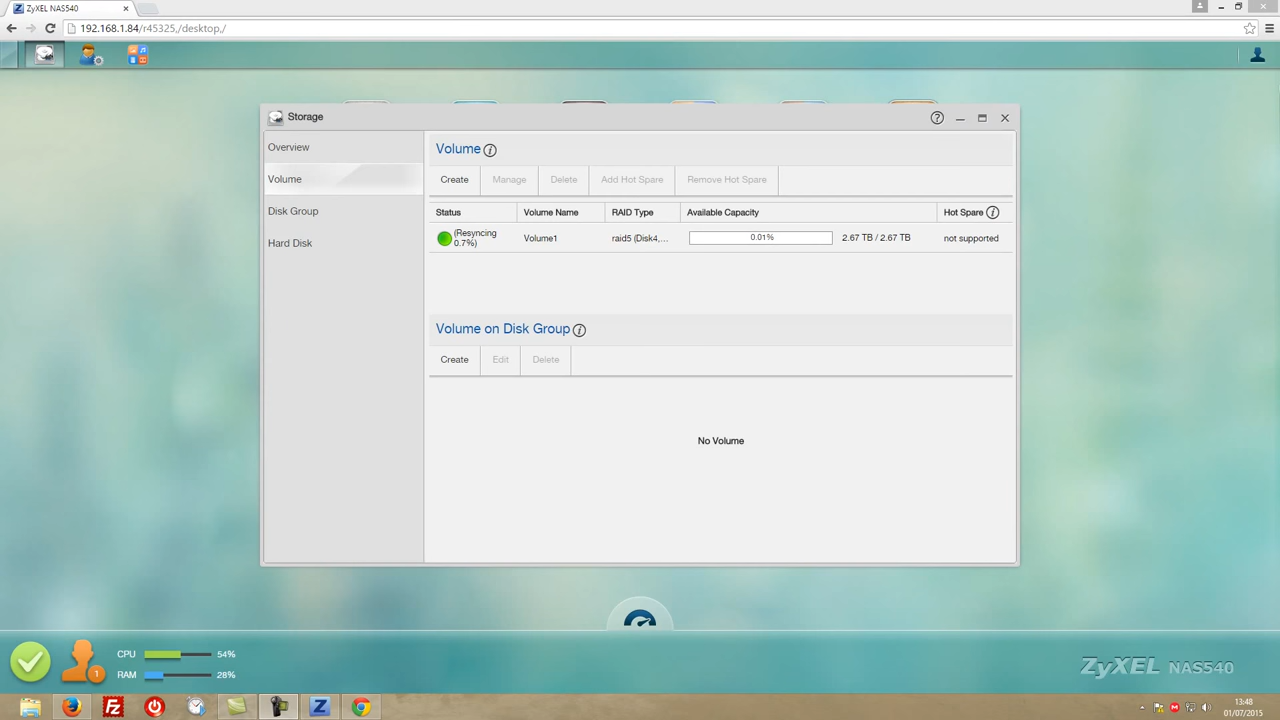 ZyXEL NAS540
192.168.1.84/r45325,/desktop,/
Storage
Overview
Volume
Disk Group
Hard Disk
Volume
Create
Manage
Delete
Add Hot Spare
Remove Hot Spare
Status
Volume Name
RAID Type
Available Capacity
Hot Spare
(Resyncing
0.7%)
Volume1
raid5 (Disk4,...
0.01%
2.67 TB / 2.67 TB
not supported
Volume on Disk Group
Create
Edit
Delete
No Volume
1
CPU
54%
RAM
28%
ZyXEL NAS540
13:48
01/07/2015